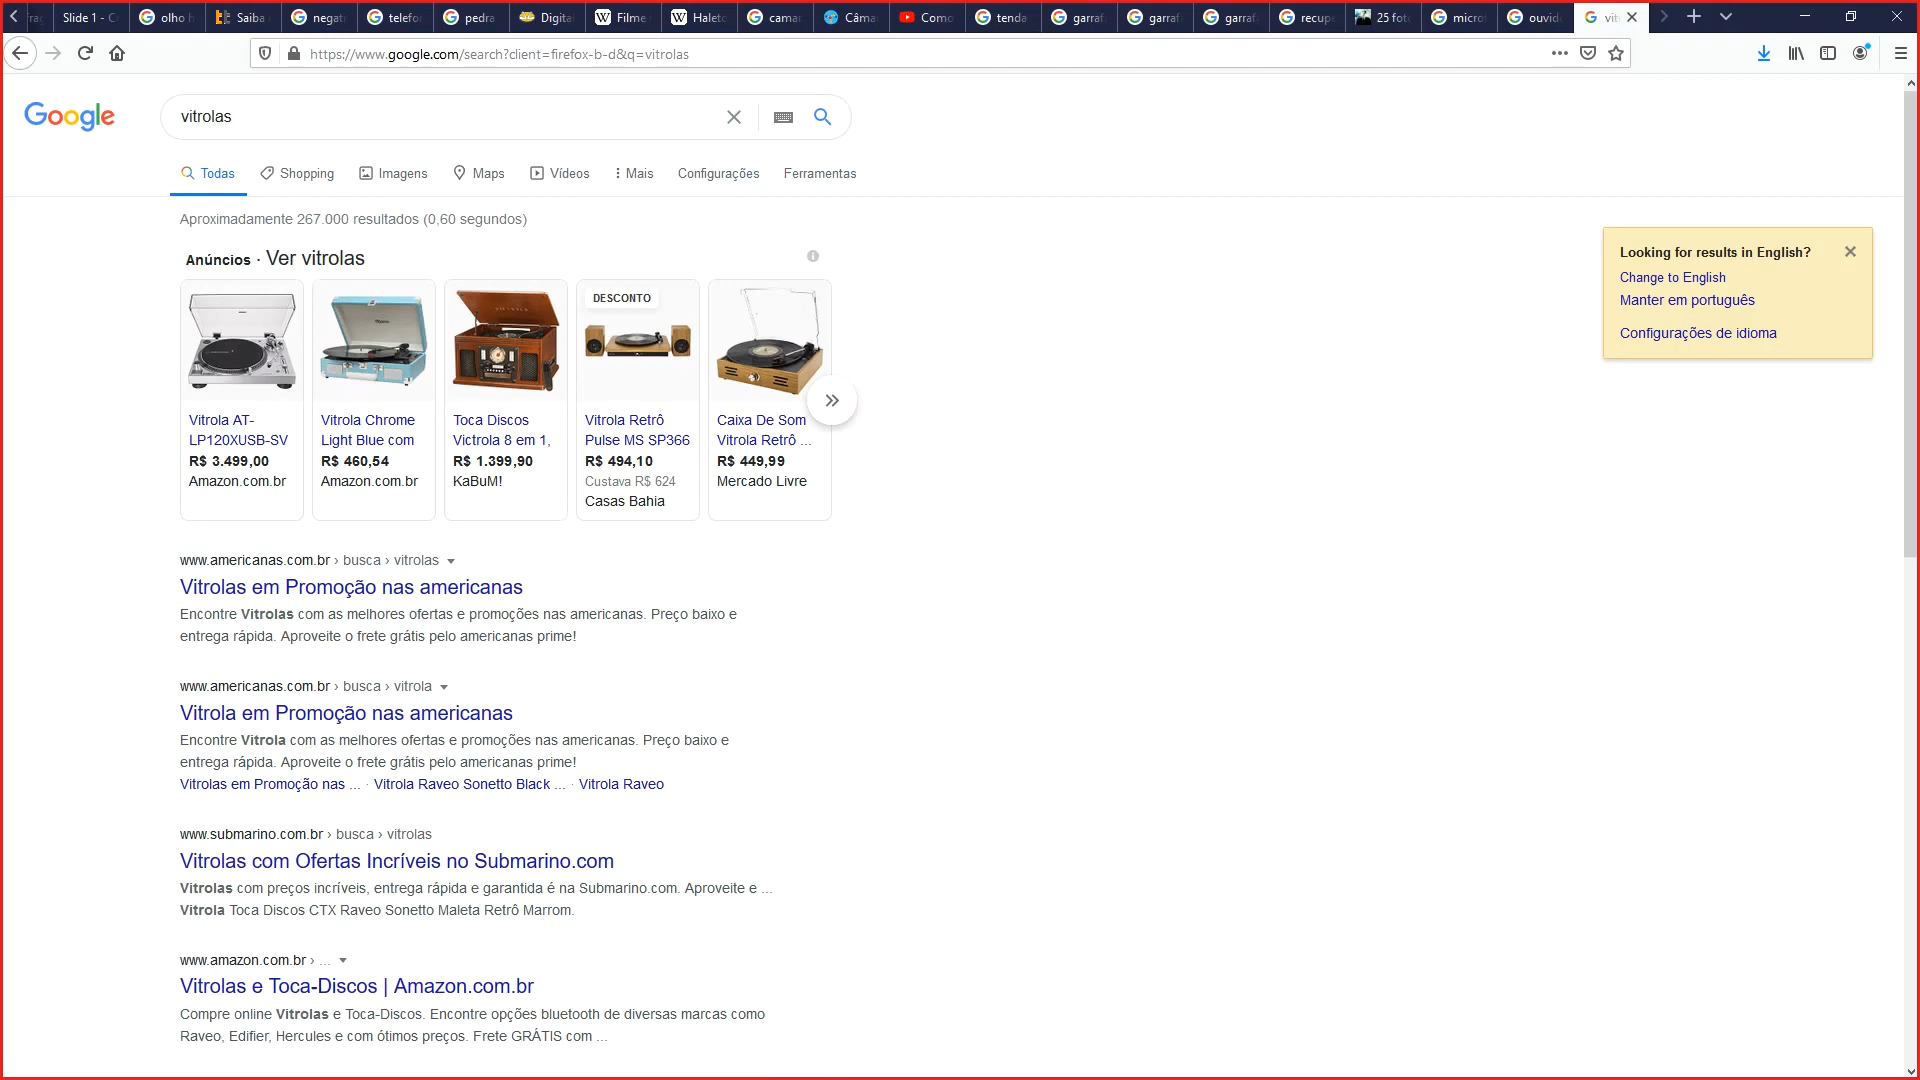 Slide 1 - C
olho h
Saiba
negati
telefor
pedra
Digita
Filme
Haleto
camar
Câma
Como
tenda
garraf
garraf
garraf
recupe
25 foto
microf
ouvido
vit
https://www.google.com/search?client=firefox-b-d&q=vitrolas
Google
vitrolas
Todas Shopping Imagens Maps Vídeos Mais Configurações Ferramentas
Aproximadamente 267.000 resultados (0,60 segundos)
Looking for results in English?
Change to English
Manter em português
Configurações de idioma
Anúncios · Ver vitrolas
Vitrola AT-
LP120XUSB-SV
R$ 3.499,00
Amazon.com.br
Vitrola Chrome
Light Blue com
R$ 460,54
Amazon.com.br
Toca Discos
Victrola 8 em 1,
R$ 1.399,90
KaBuM!
DESCONTO
Vitrola Retrô
Pulse MS SP366
R$ 494,10
Custava R$ 624
Casas Bahia
Caixa De Som
Vitrola Retrô ...
R$ 449,99
Mercado Livre
www.americanas.com.br › busca › vitrolas
Vitrolas em Promoção nas americanas
Encontre Vitrolas com as melhores ofertas e promoções nas americanas. Preço baixo e
entrega rápida. Aproveite o frete grátis pelo americanas prime!
www.americanas.com.br › busca › vitrola
Vitrola em Promoção nas americanas
Encontre Vitrola com as melhores ofertas e promoções nas americanas. Preço baixo e
entrega rápida. Aproveite o frete grátis pelo americanas prime!
Vitrolas em Promoção nas ... · Vitrola Raveo Sonetto Black ... · Vitrola Raveo
www.submarino.com.br › busca › vitrolas
Vitrolas com Ofertas Incríveis no Submarino.com
Vitrolas com preços incríveis, entrega rápida e garantida é na Submarino.com. Aproveite e ...
Vitrola Toca Discos CTX Raveo Sonetto Maleta Retrô Marrom.
www.amazon.com.br › ...
Vitrolas e Toca-Discos | Amazon.com.br
Compre online Vitrolas e Toca-Discos. Encontre opções bluetooth de diversas marcas como
Raveo, Edifier, Hercules e com ótimos preços. Frete GRÁTIS com ...